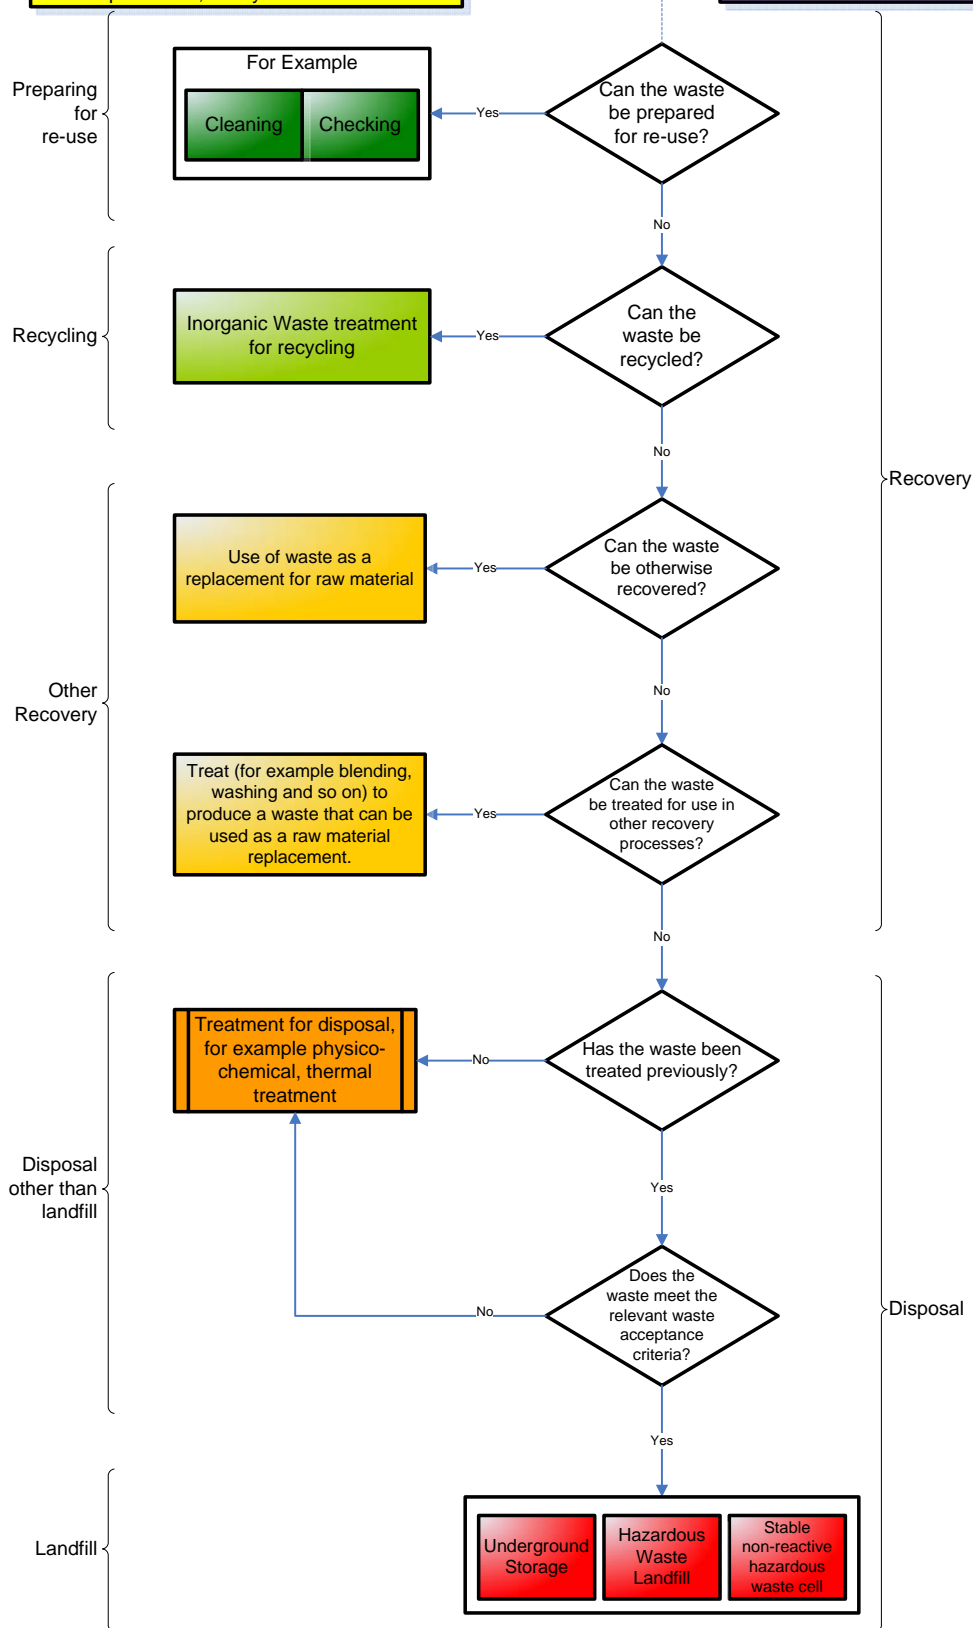 For Example
Cleaning
Checking
Preparing
for
re-use
Yes
Can the waste
be prepared
for re-use?
No
Recycling
Inorganic Waste treatment
for recycling
Yes
Can the
waste be
recycled?
No
Recovery
Use of waste as a
replacement for raw material
Yes
Can the waste
be otherwise
recovered?
No
Other
Recovery
Treat (for example blending,
washing and so on) to
produce a waste that can be
used as a raw material
replacement.
Yes
Can the waste
be treated for use in
other recovery
processes?
No
Treatment for disposal,
for example physico-
chemical, thermal
treatment
No
Has the waste been
treated previously?
Yes
Disposal
other than
landfill
No
Does the
waste meet the
relevant waste
acceptance
criteria?
Disposal
Yes
Landfill
Underground
Storage
Hazardous
Waste
Landfill
Stable
non-reactive
hazardous
waste cell